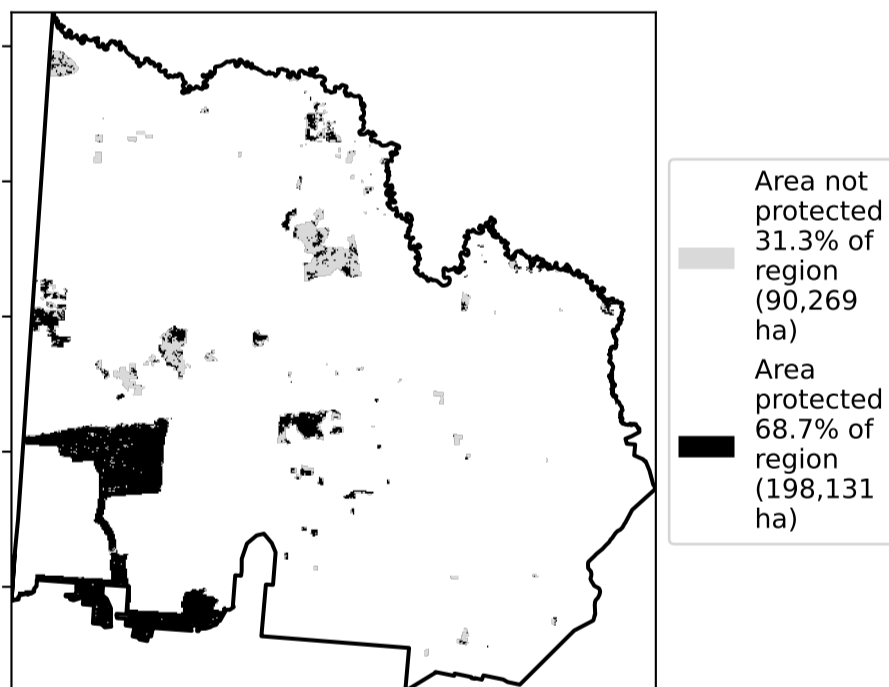 Area not
protected
31.3% of
region
(90,269
ha)
Area
protected
68.7% of
region
(198,131
ha)